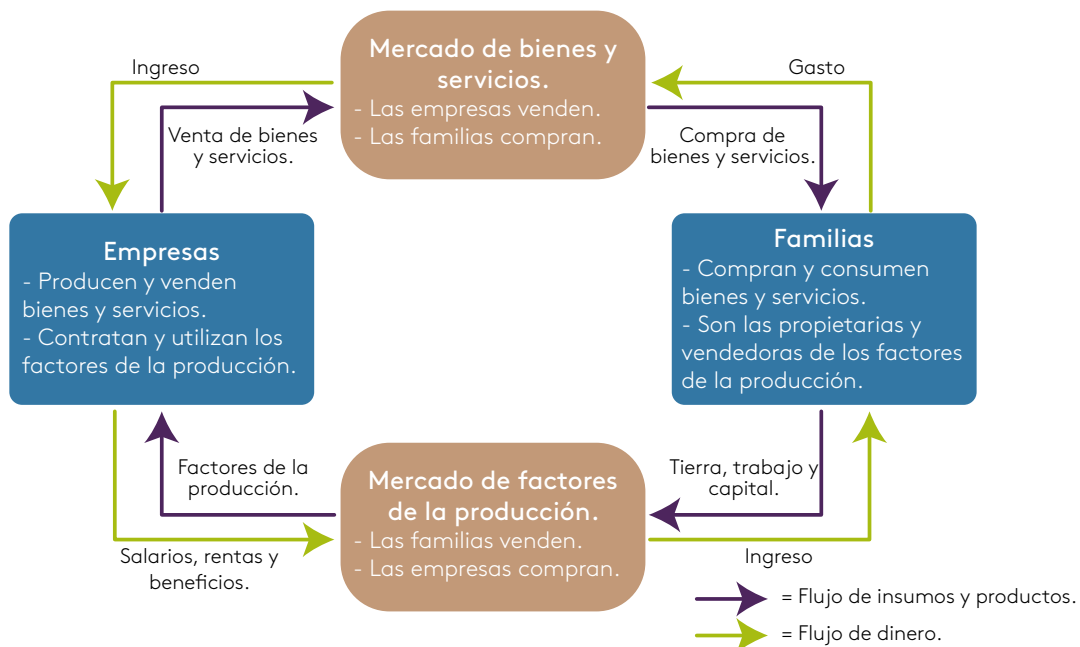 Mercado de bienes y
servicios.
- Las empresas venden.
- Las familias compran.
Ingreso
Gasto
Venta de bienes
y servicios.
Compra de
bienes y servicios.
Empresas
- Producen y venden
bienes y servicios.
- Contratan y utilizan los
factores de la producción.
Familias
- Compran y consumen
bienes y servicios.
- Son las propietarias y
vendedoras de los factores
de la producción.
Factores de la
producción.
Tierra, trabajo y
capital.
Mercado de factores
de la producción.
- Las familias venden.
- Las empresas compran.
Salarios, rentas y
beneficios.
Ingreso
= Flujo de insumos y productos.
= Flujo de dinero.